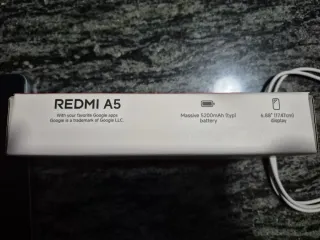 REDMI A5
With your favorite Google apps
Google is a trademark of Google LLC.
Massive 5200mAh (typ)
battery
6.88" (17.47cm)
display